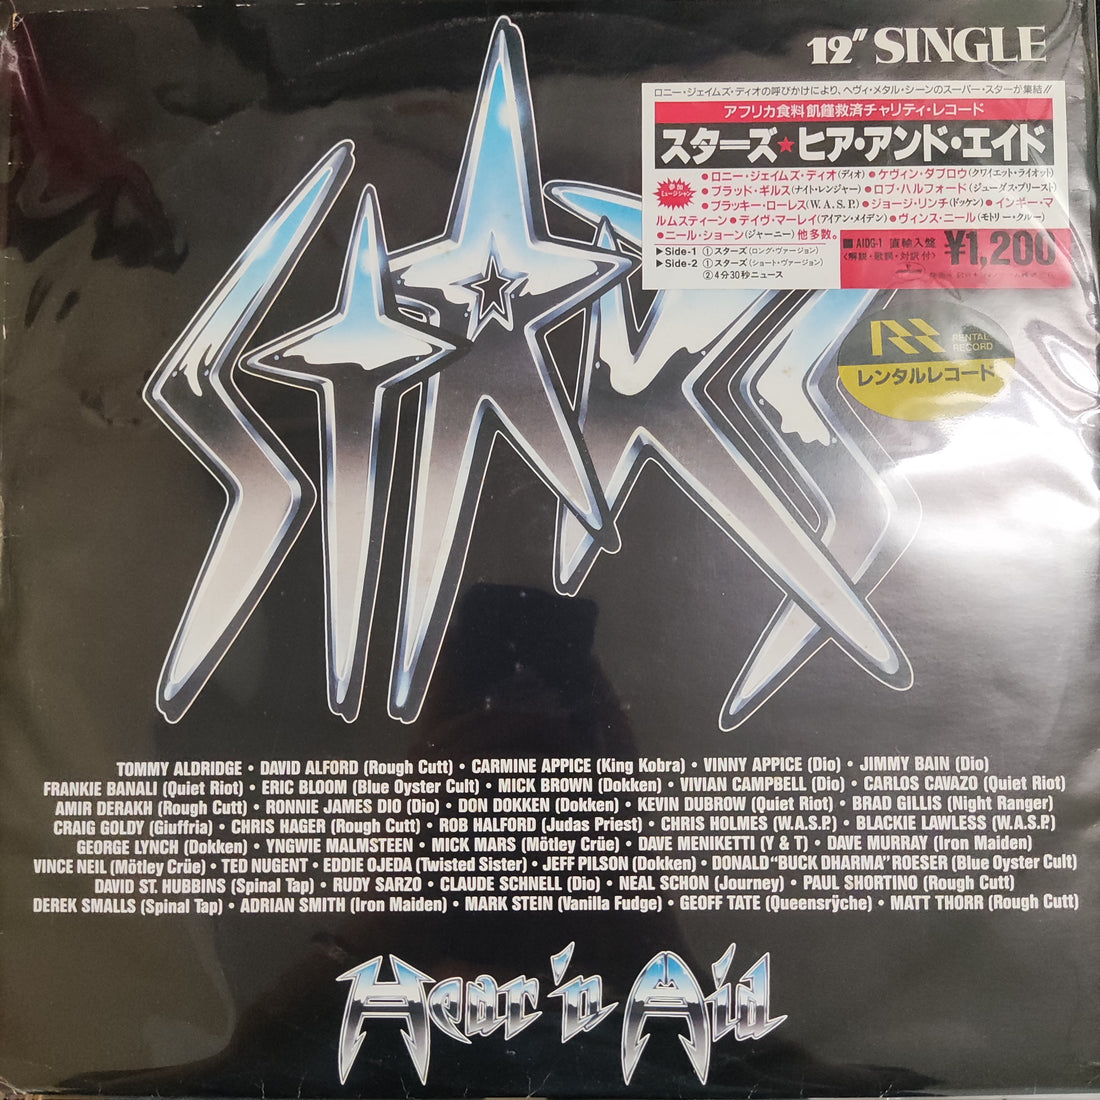 12" SINGLE
ロニー・ジェイムズ・ディオの呼びかけにより、ヘヴィ・メタル・シーンのスーパー・スターが集結!!
アフリカ食料飢饉救済チャリティ・レコード
スターズ★ヒア・アンド・エイド
参加ミュージシャン
●ロニー・ジェイムズ・ディオ(ディオ)●ケヴィン・ダブロウ(クワイエット・ライオット)
●ブラッド・ギルス(ナイト・レンジャー)●ロブ・ハルフォード(ジューダス・プリースト)
●ブラッキー・ローレス(W.A.S.P.)●ジョージ・リンチ(ドッケン)●イングヴェイ・マ
ルムスティーン●デイヴ・マーレイ(アイアン・メイデン)●ヴィンス・ニール(モトリー・クルー)
●ニール・ショーン(ジャーニー)他多数。
▶Side-1 ①スターズ(ロング・ヴァージョン)
▶Side-2 ①スターズ(ショート・ヴァージョン)
②4分30秒ニュース
■AIDS-1 直輸入盤
〈解説・歌詞・対訳付〉
¥1,200
RENTAL
RECORD
レンタルレコード
STARS
TOMMY ALDRIDGE • DAVID ALFORD (Rough Cutt) • CARMINE APPICE (King Kobra) • VINNY APPICE (Dio) • JIMMY BAIN (Dio)
FRANKIE BANALI (Quiet Riot) • ERIC BLOOM (Blue Oyster Cult) • MICK BROWN (Dokken) • VIVIAN CAMPBELL (Dio) • CARLOS CAVAZO (Quiet Riot)
AMIR DERAKH (Rough Cutt) • RONNIE JAMES DIO (Dio) • DON DOKKEN (Dokken) • KEVIN DUBROW (Quiet Riot) • BRAD GILLIS (Night Ranger)
CRAIG GOLDY (Giuffria) • CHRIS HAGER (Rough Cutt) • ROB HALFORD (Judas Priest) • CHRIS HOLMES (W.A.S.P.) • BLACKIE LAWLESS (W.A.S.P.)
GEORGE LYNCH (Dokken) • YNGWIE MALMSTEEN • MICK MARS (Mötley Crüe) • DAVE MENIKETTI (Y & T) • DAVE MURRAY (Iron Maiden)
VINCE NEIL (Mötley Crüe) • TED NUGENT • EDDIE OJEDA (Twisted Sister) • JEFF PILSON (Dokken) • DONALD "BUCK DHARMA" ROESER (Blue Oyster Cult)
DAVID ST. HUBBINS (Spinal Tap) • RUDY SARZO • CLAUDE SCHNELL (Dio) • NEAL SCHON (Journey) • PAUL SHORTINO (Rough Cutt)
DEREK SMALLS (Spinal Tap) • ADRIAN SMITH (Iron Maiden) • MARK STEIN (Vanilla Fudge) • GEOFF TATE (Queensrÿche) • MATT THORR (Rough Cutt)
Hear 'n Aid